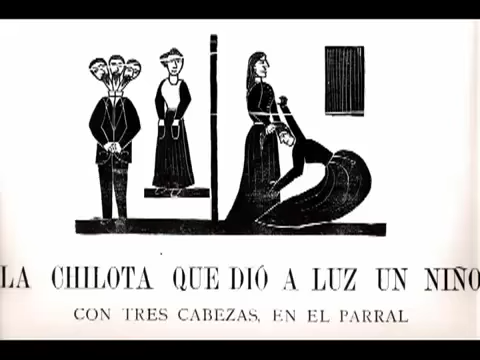 LA CHILOTA QUE DIÓ A LUZ UN NIÑO
CON TRES CABEZAS, EN EL PARRAL